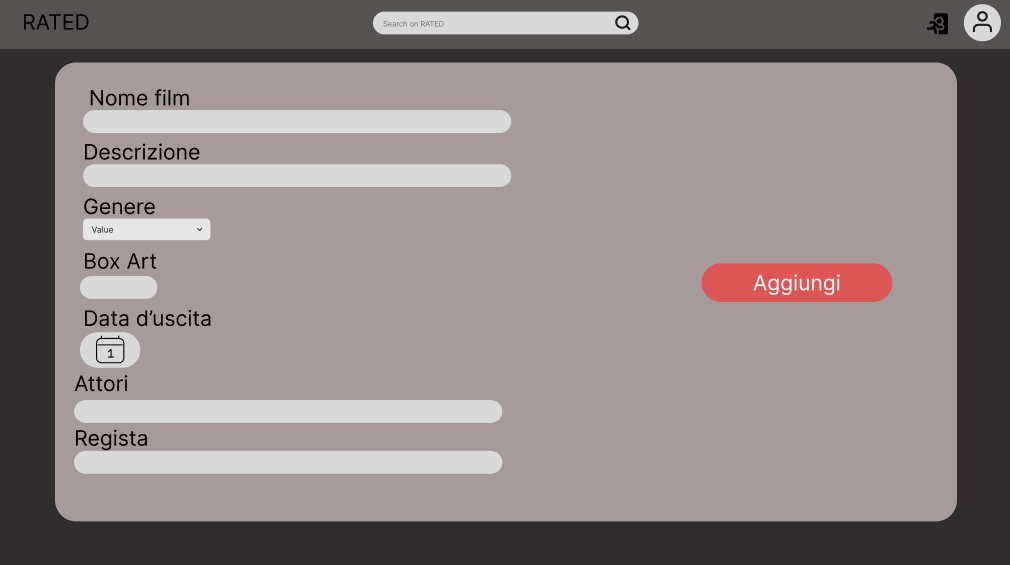 RATED
Search on RATED
Nome film
Descrizione
Genere
Value
Box Art
Aggiungi
Data d’uscita
1
Attori
Regista